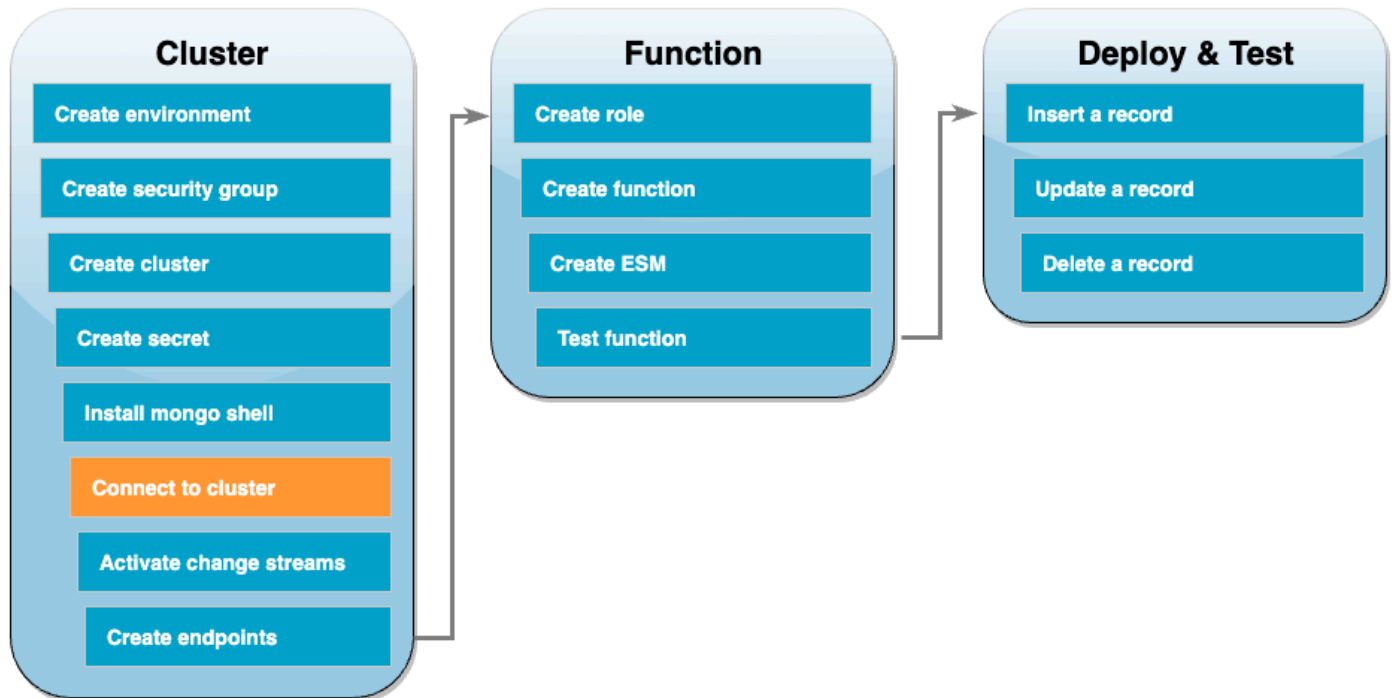 Cluster
Create environment
Create security group
Create cluster
Create secret
Install mongo shell
Connect to cluster
Activate change streams
Create endpoints
Function
Create role
Create function
Create ESM
Test function
Deploy & Test
Insert a record
Update a record
Delete a record